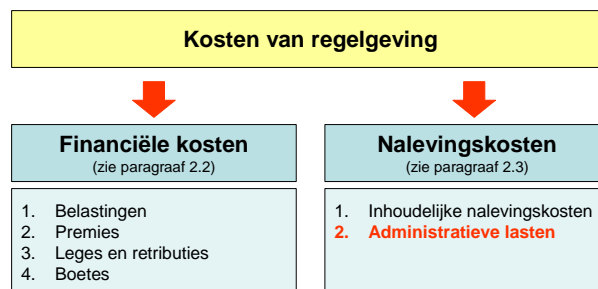 Kosten van regelgeving
Financiële kosten
(zie paragraaf 2.2)
1. Belastingen
2. Premies
3. Leges en retributies
4. Boetes
Nalevingskosten
(zie paragraaf 2.3)
1. Inhoudelijke nalevingskosten
2. Administratieve lasten